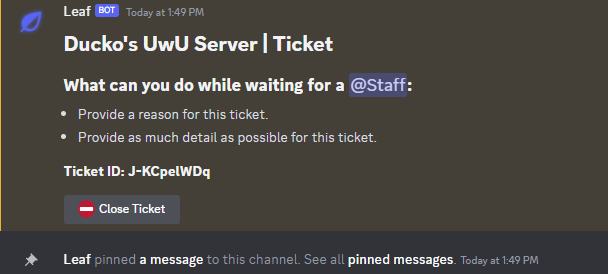 Leaf BOT Today at 1:49 PM
Ducko's UwU Server | Ticket
What can you do while waiting for a @Staff:
• Provide a reason for this ticket.
• Provide as much detail as possible for this ticket.
Ticket ID: J-KCpelWDq
Close Ticket
Leaf pinned a message to this channel. See all pinned messages. Today at 1:49 PM